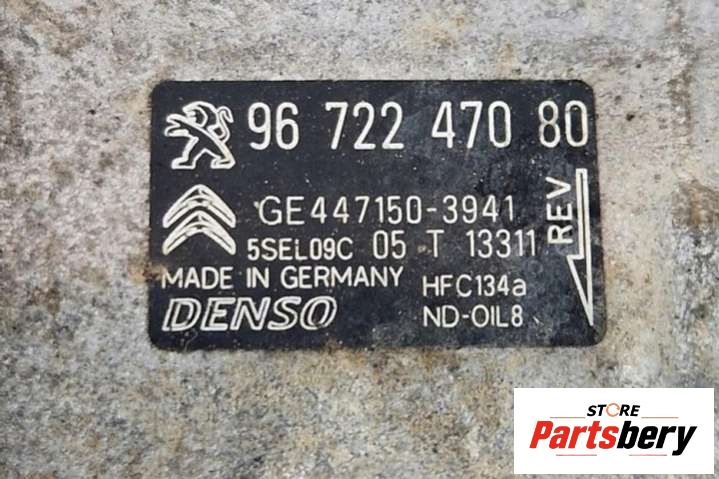 96 722 470 80
GE447150-3941
5SEL09C 05 T 13311
REV
MADE IN GERMANY
HFC134a
DENSO
ND-OIL8
STORE
Partsbery